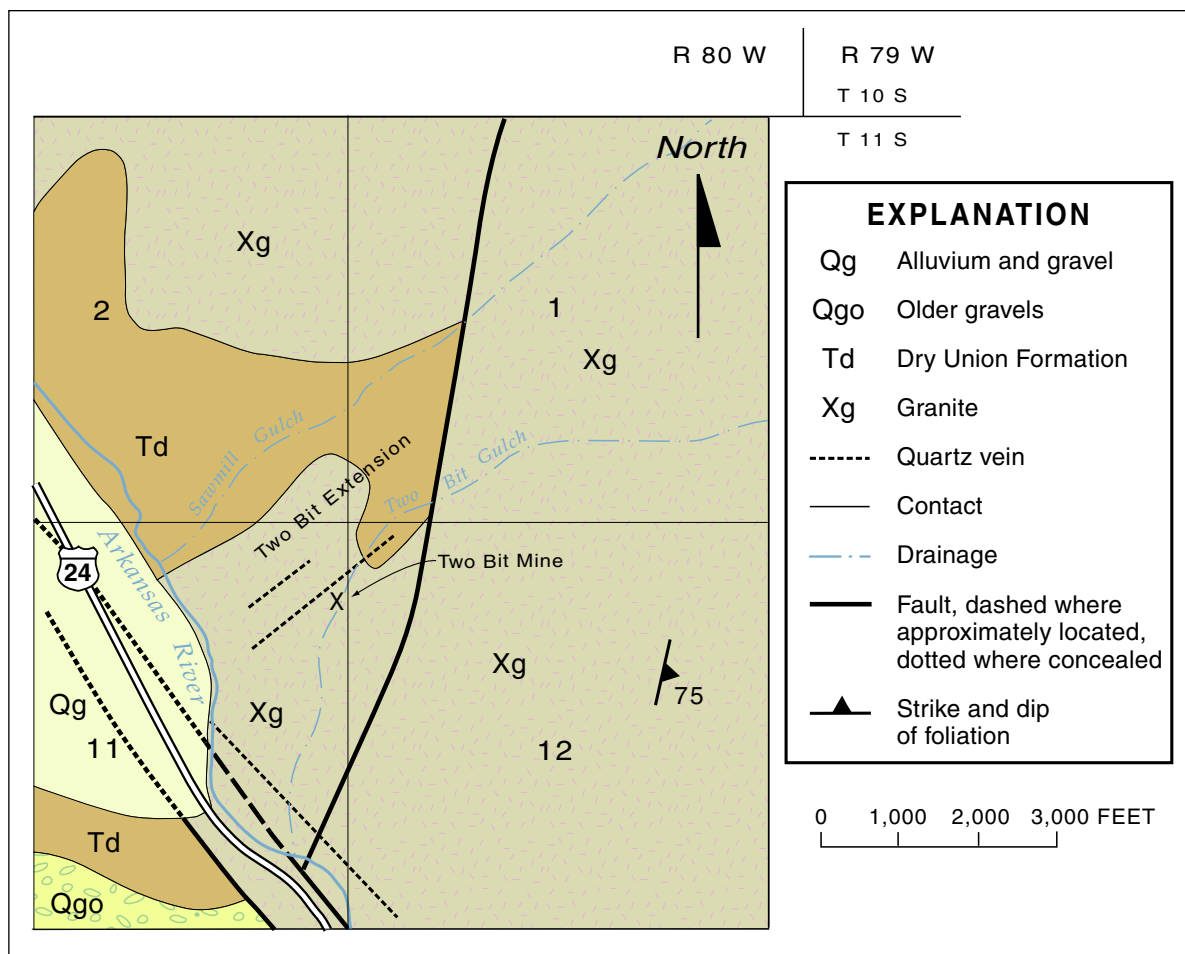 R 80 W
R 79 W
T 10 S
T 11 S
North
Xg
2
1
Xg
Td
Sawmill Gulch
Two Bit Extension
Two Bit Gulch
24
Arkansas River
Two Bit Mine
X
Xg
75
Qg
Xg
11
12
Td
Qgo
EXPLANATION
Qg Alluvium and gravel
Qgo Older gravels
Td Dry Union Formation
Xg Granite
Quartz vein
Contact
Drainage
Fault, dashed where
approximately located,
dotted where concealed
Strike and dip
of foliation
0 1,000 2,000 3,000 FEET